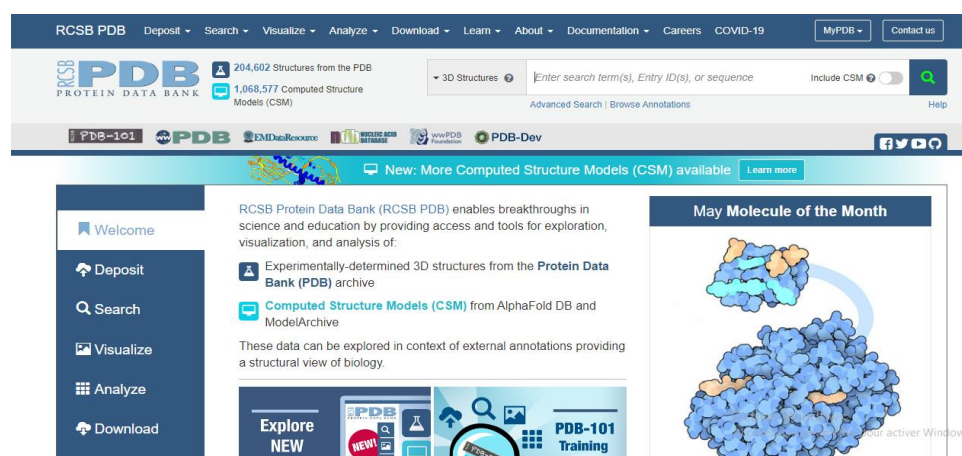 RCSB PDB Deposit Search Visualize Analyze Download Learn About Documentation Careers COVID-19 MyPDB Contact us
RCSB
PDB
PROTEIN DATA BANK
204,602 Structures from the PDB
1,068,577 Computed Structure
Models (CSM)
3D Structures
Enter search term(s), Entry ID(s), or sequence
Include CSM
Advanced Search | Browse Annotations
Help
PDB-101
PDB
EMDataResource
NUCLEIC ACID
DATABASE
wwPDB
Foundation
PDB-Dev
New: More Computed Structure Models (CSM) available Learn more
Welcome
Deposit
Search
Visualize
Analyze
Download
RCSB Protein Data Bank (RCSB PDB) enables breakthroughs in
science and education by providing access and tools for exploration,
visualization, and analysis of:
Experimentally-determined 3D structures from the Protein Data
Bank (PDB) archive
Computed Structure Models (CSM) from AlphaFold DB and
ModelArchive
These data can be explored in context of external annotations providing
a structural view of biology.
Explore
NEW
PDB
NEW!
PDB-101
Training
May Molecule of the Month
our activer Window